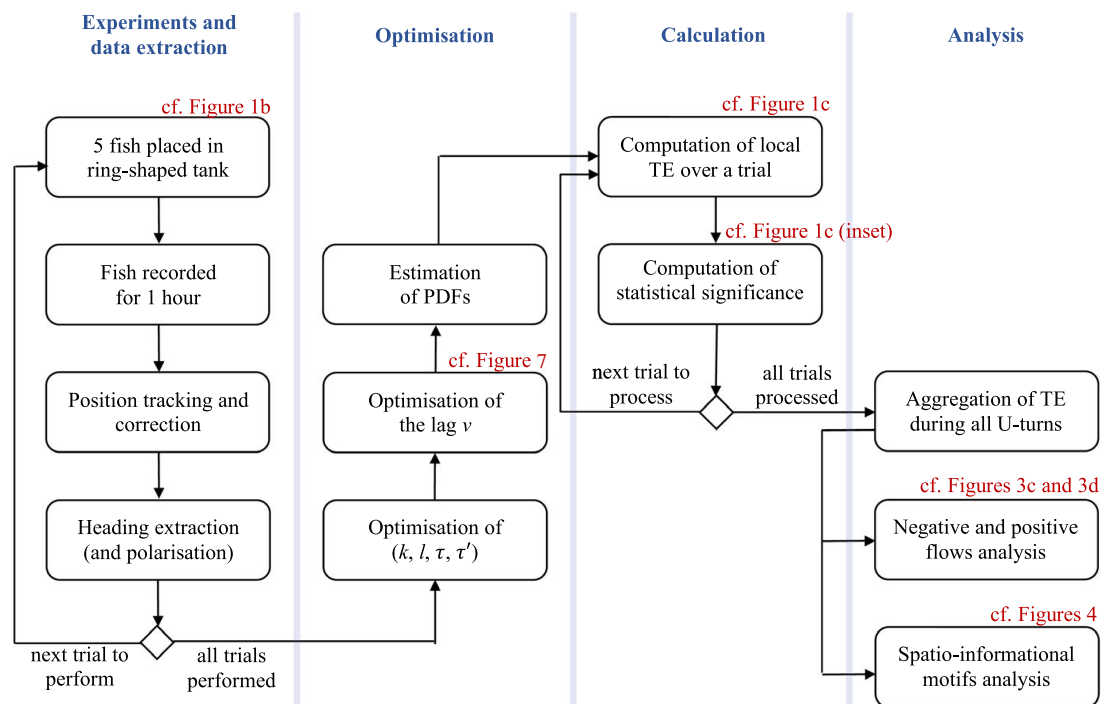 Experiments and
data extraction
cf. Figure 1b
5 fish placed in
ring-shaped tank
Fish recorded
for 1 hour
Position tracking and
correction
Heading extraction
(and polarisation)
next trial to
perform
all trials
performed
Optimisation
Estimation
of PDFs
cf. Figure 7
Optimisation of
the lag v
Optimisation of
(k, l, τ, τ′)
Calculation
cf. Figure 1c
Computation of local
TE over a trial
cf. Figure 1c (inset)
Computation of
statistical significance
next trial to
process
all trials
processed
Analysis
Aggregation of TE
during all U-turns
cf. Figures 3c and 3d
Negative and positive
flows analysis
cf. Figures 4
Spatio-informational
motifs analysis